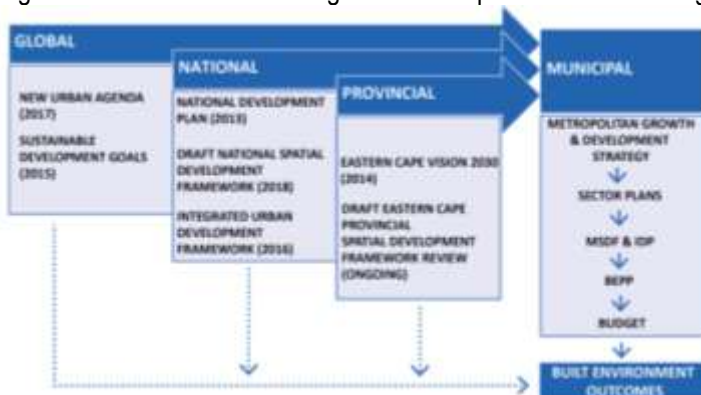 GLOBAL
NEW URBAN AGENDA
(2017)
SUSTAINABLE
DEVELOPMENT GOALS
(2015)
NATIONAL
NATIONAL DEVELOPMENT
PLAN (2013)
DRAFT NATIONAL SPATIAL
DEVELOPMENT
FRAMEWORK (2018)
INTEGRATED URBAN
DEVELOPMENT
FRAMEWORK (2016)
PROVINCIAL
EASTERN CAPE VISION 2030
(2014)
DRAFT EASTERN CAPE
PROVINCIAL
SPATIAL DEVELOPMENT
FRAMEWORK REVIEW
(ONGOING)
MUNICIPAL
METROPOLITAN GROWTH
& DEVELOPMENT
STRATEGY
SECTOR PLANS
MSDF & IDP
BEPP
BUDGET
BUILT ENVIRONMENT
OUTCOMES